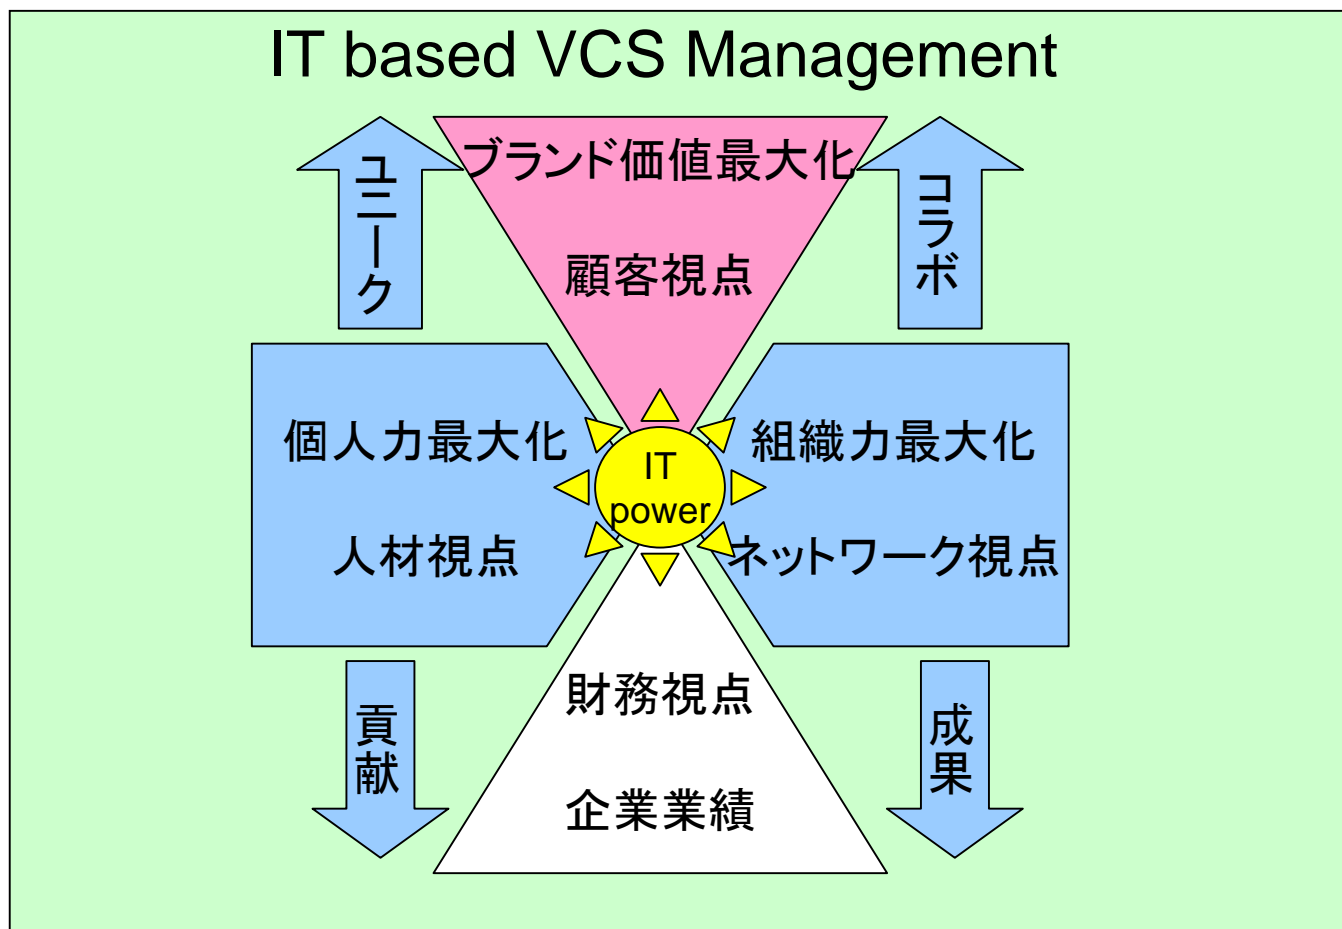 IT based VCS Management
ユニーク
ブランド価値最大化
コラボ
顧客視点
個人力最大化
IT
power
組織力最大化
人材視点
ネットワーク視点
貢献
財務視点
成果
企業業績